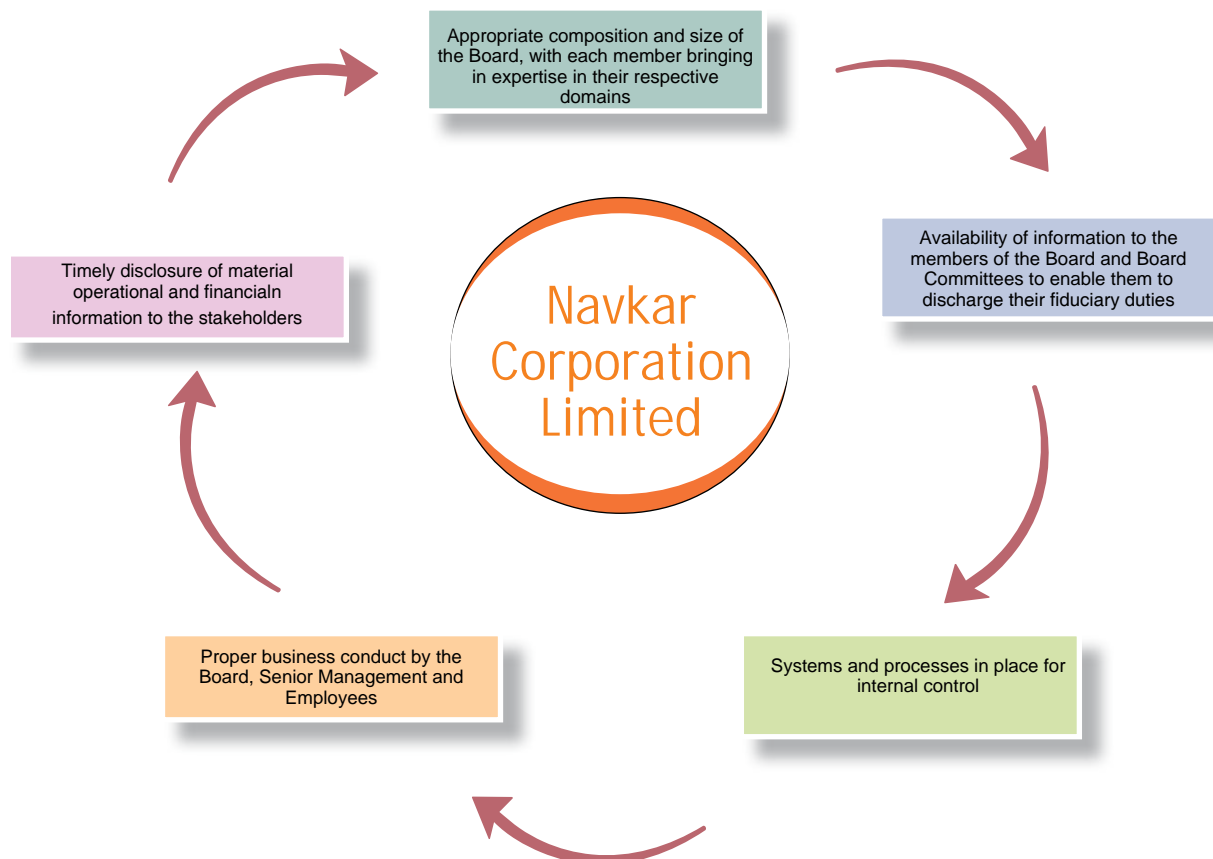 Appropriate composition and size of
the Board, with each member bringing
in expertise in their respective
domains
Availability of information to the
members of the Board and Board
Committees to enable them to
discharge their fiduciary duties
Systems and processes in place for
internal control
Proper business conduct by the
Board, Senior Management and
Employees
Timely disclosure of material
operational and financialn
information to the stakeholders
Navkar
Corporation
Limited